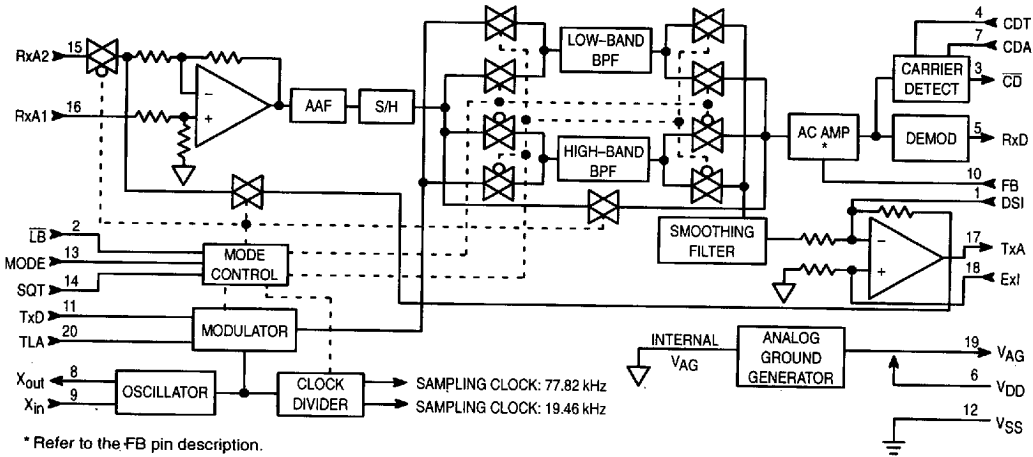 RxA2 15
RxA1 16
−
+
AAF
S/H
LOW–BAND
BPF
HIGH–BAND
BPF
AC AMP
*
CARRIER
DETECT
DEMOD
4 CDT
7 CDA
3 CD
5 RxD
10 FB
1 DSI
17 TxA
18 ExI
SMOOTHING
FILTER
−
+
LB 2
MODE 13
SQT 14
TxD 11
TLA 20
MODE
CONTROL
MODULATOR
Xout 8
Xin 9
OSCILLATOR
CLOCK
DIVIDER
SAMPLING CLOCK: 77.82 kHz
SAMPLING CLOCK: 19.46 kHz
INTERNAL
VAG
ANALOG
GROUND
GENERATOR
19 VAG
6 VDD
12 VSS
* Refer to the FB pin description.